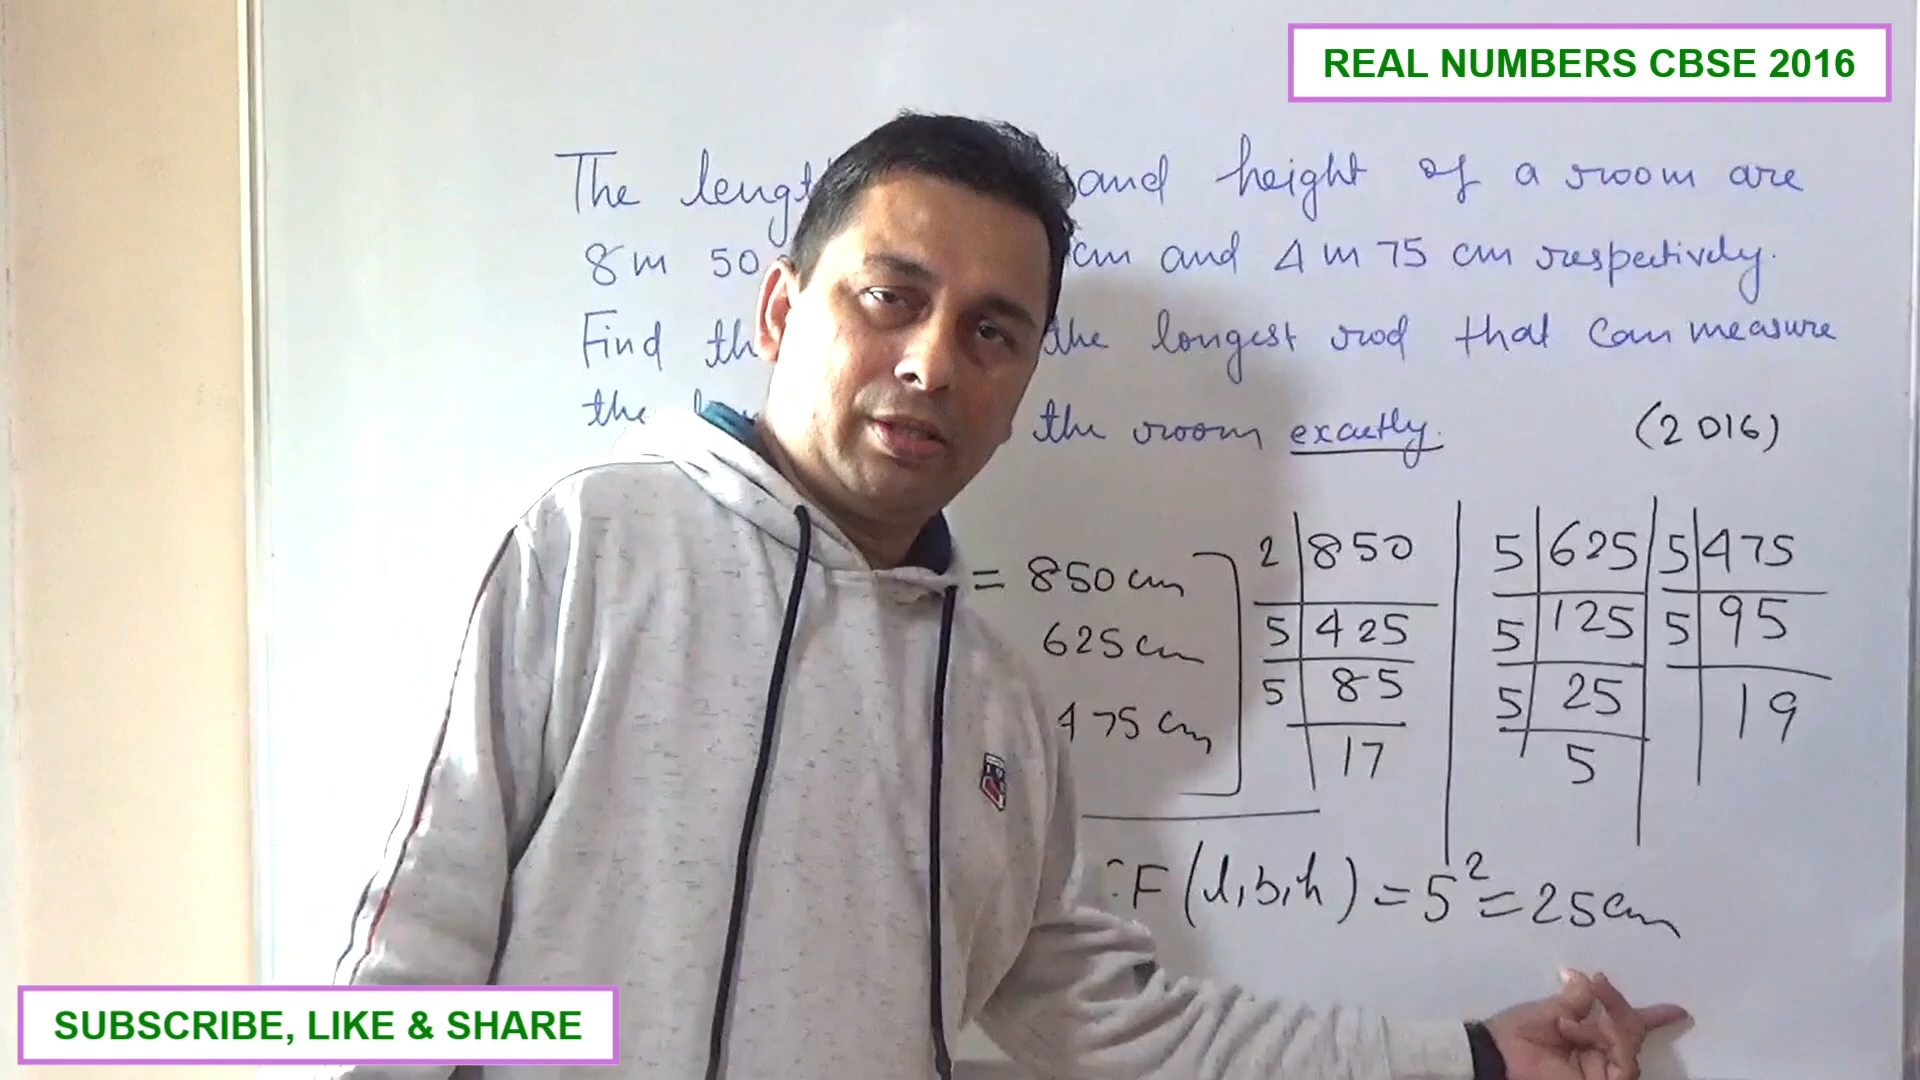 REAL NUMBERS CBSE 2016
The and height of a room are
8m 50 cm and 4 m 75 cm respectively.
Find the longest rod that can measure
the the room exactly.
(2016)
= 850 cm
625 cm
475 cm
2 850
5 425
5 85
17
5 625
5 125
5 25
5
5 475
5 95
19
F (l, b, h) = 5² = 25 cm
SUBSCRIBE, LIKE & SHARE